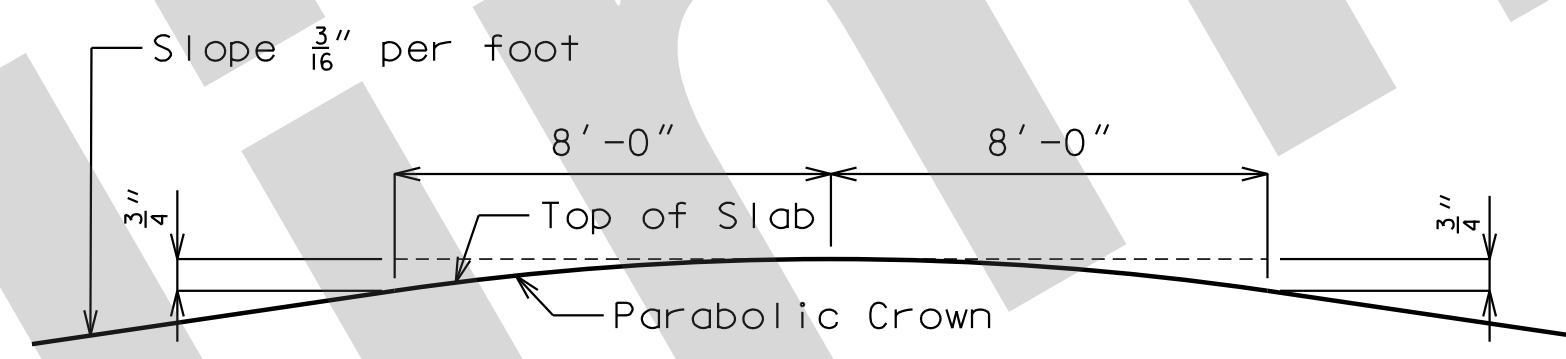 Slope 3/16" per foot
8'-0" 8'-0"
3/4" 3/4"
Top of Slab
Parabolic Crown